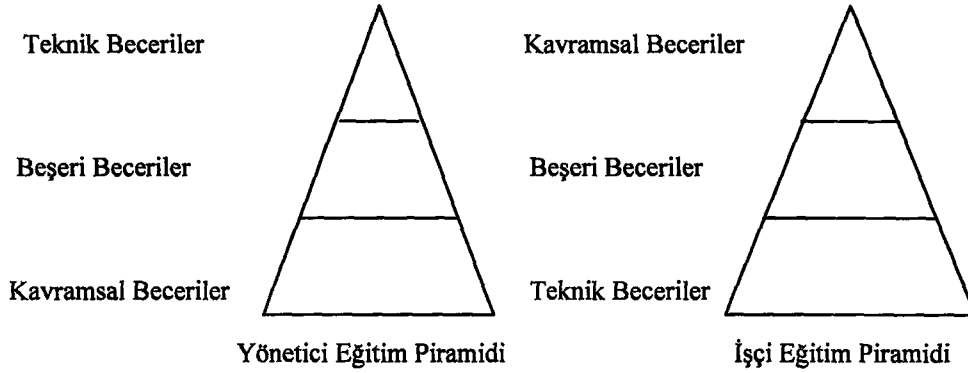 Teknik Beceriler
Kavramsal Beceriler
Beşeri Beceriler
Beşeri Beceriler
Kavramsal Beceriler
Teknik Beceriler
Yönetici Eğitim Piramidi
İşçi Eğitim Piramidi